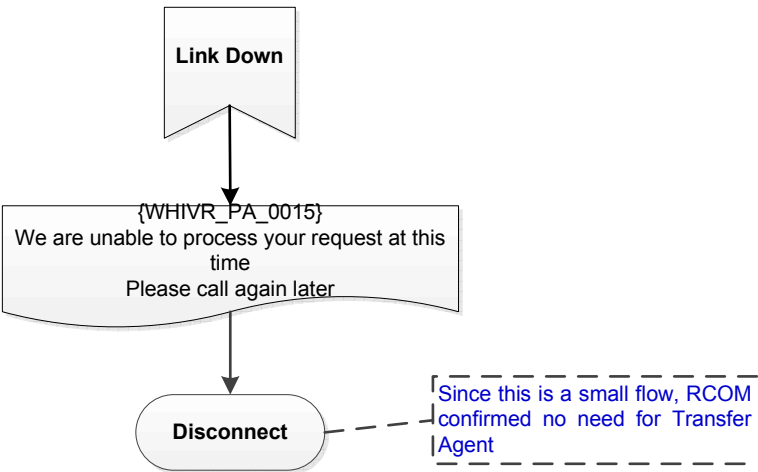 Link Down
{WHIVR_PA_0015}
We are unable to process your request at this
time
Please call again later
Disconnect
Since this is a small flow, RCOM
confirmed no need for Transfer
Agent